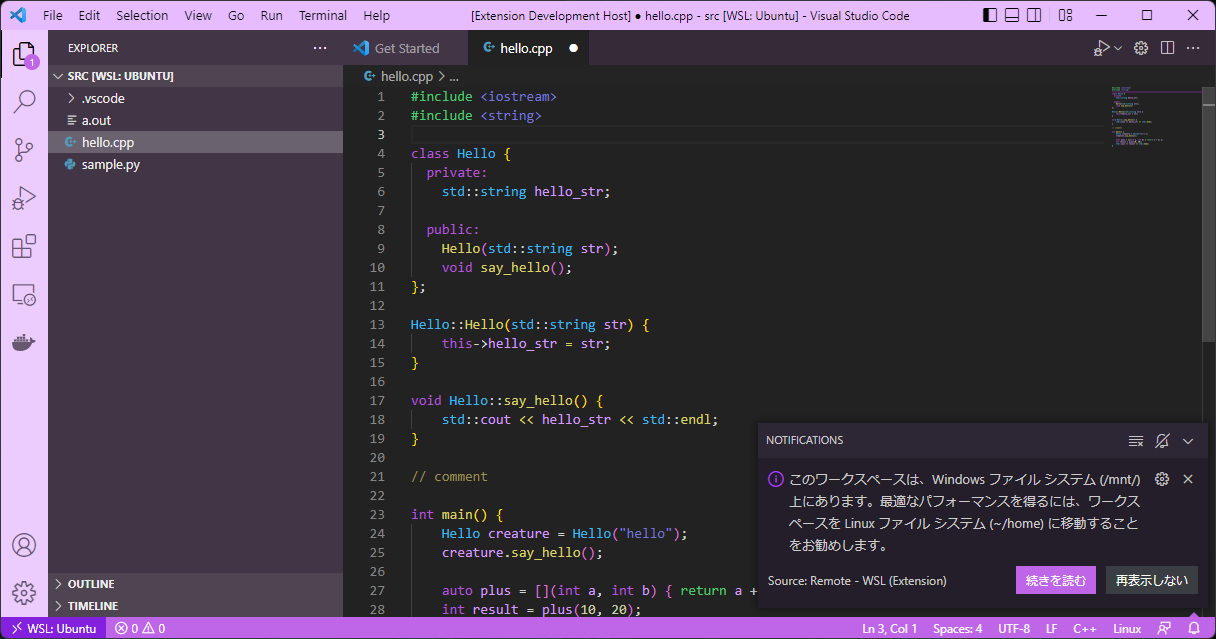 File Edit Selection View Go Run Terminal Help [Extension Development Host] ● hello.cpp - src [WSL: Ubuntu] - Visual Studio Code
EXPLORER
SRC [WSL: UBUNTU]
.vscode
a.out
hello.cpp
sample.py
OUTLINE
TIMELINE
1
Get Started
hello.cpp
hello.cpp > ...
1 #include <iostream>
2 #include <string>
3
4 class Hello {
5   private:
6     std::string hello_str;
7
8   public:
9     Hello(std::string str);
10     void say_hello();
11 };
12
13 Hello::Hello(std::string str) {
14     this->hello_str = str;
15 }
16
17 void Hello::say_hello() {
18     std::cout << hello_str << std::endl;
19 }
20
21 // comment
22
23 int main() {
24     Hello creature = Hello("hello");
25     creature.say_hello();
26
27     auto plus = [](int a, int b) { return a +
28     int result = plus(10, 20);
NOTIFICATIONS
このワークスペースは、Windows ファイル システム (/mnt/)
上にあります。最適なパフォーマンスを得るには、ワークス
ペースを Linux ファイル システム (~/home) に移動すること
をお勧めします。
Source: Remote - WSL (Extension)
続きを読む
再表示しない
WSL: Ubuntu 0 0 Ln 3, Col 1 Spaces: 4 UTF-8 LF C++ Linux